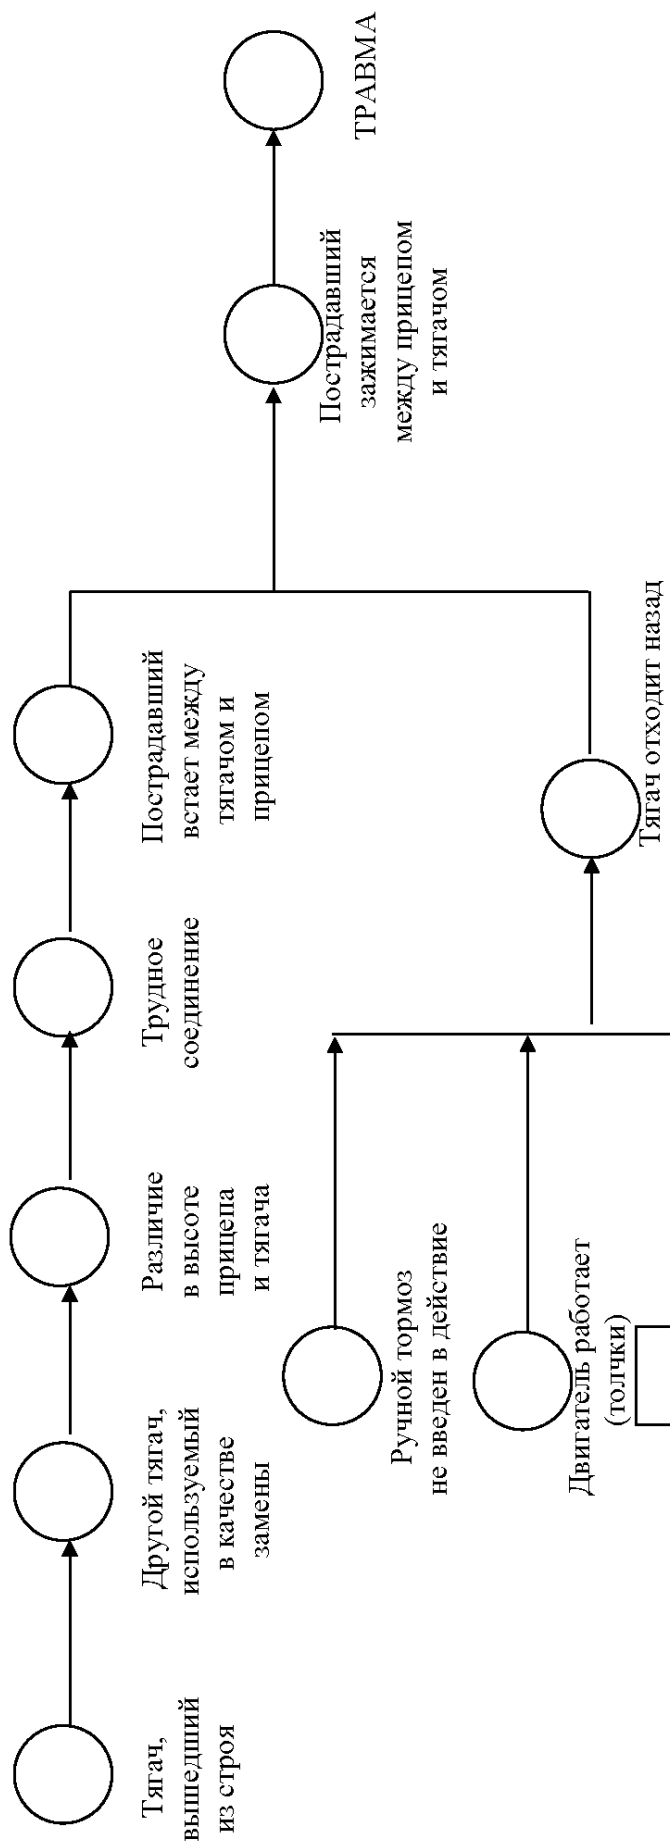 Тягач,
вышедший
из строя
Другой тягач,
используемый
в качестве
замены
Различие
в высоте
прицепа
и тягача
Трудное
соединение
Пострадавший
встает между
тягачом и
прицепом
Ручной тормоз
не введен в действие
Двигатель работает
(толчки)
Тягач отходит назад
Пострадавший
зажимается
между прицепом
и тягачом
ТРАВМА